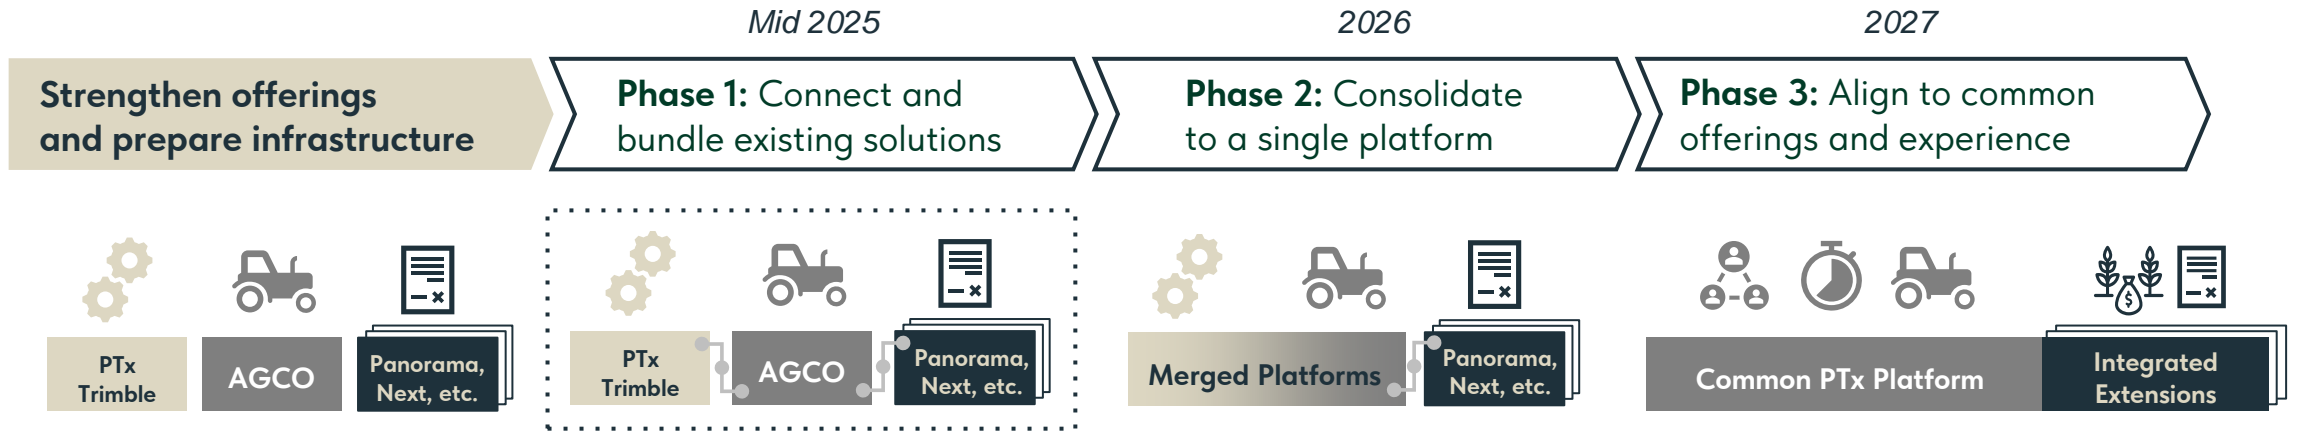 Mid 2025
2026
2027
Strengthen offerings
and prepare infrastructure
Phase 1: Connect and
bundle existing solutions
Phase 2: Consolidate
to a single platform
Phase 3: Align to common
offerings and experience
PTx
Trimble
AGCO
Panorama,
Next, etc.
PTx
Trimble
AGCO
Panorama,
Next, etc.
Merged Platforms
Panorama,
Next, etc.
Common PTx Platform
$
Integrated
Extensions